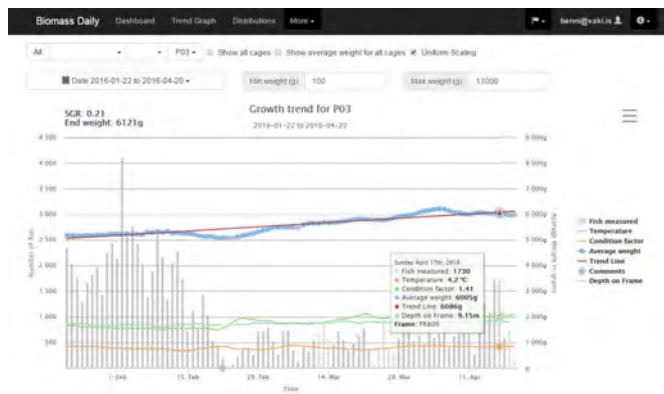 Biomass Daily Dashboard Trend Graph Distributions More benni@vaki.is
All P03 Show all cages Show average weight for all cages Uniform Scaling
Date 2016-01-22 to 2016-04-20 Min weight (g) 100 Max weight (g) 13000
SGR: 0.21
End weight: 6121g
Growth trend for P03
2016-01-22 to 2016-04-20
4 500 8 000g
4 000
3 500 7 000g
3 000 6 000g
2 500 5 000g
2 000 4 000g
1 500 3 000g
1 000 2 000g
500 1 000g
0
Number of fish
Average Weight in grams
Sunday April 17th, 2016
Fish measured: 1730
Temperature: 4.2 °C
Condition factor: 1.41
Average weight: 6005g
Trend Line: 6086g
Depth on Frame: 9.15m
Frame: FR600
Fish measured
Temperature
Condition factor
Average weight
Trend Line
Comments
Depth on Frame
1. Feb 15. Feb 29. Feb 14. Mar 28. Mar 11. Apr
Time